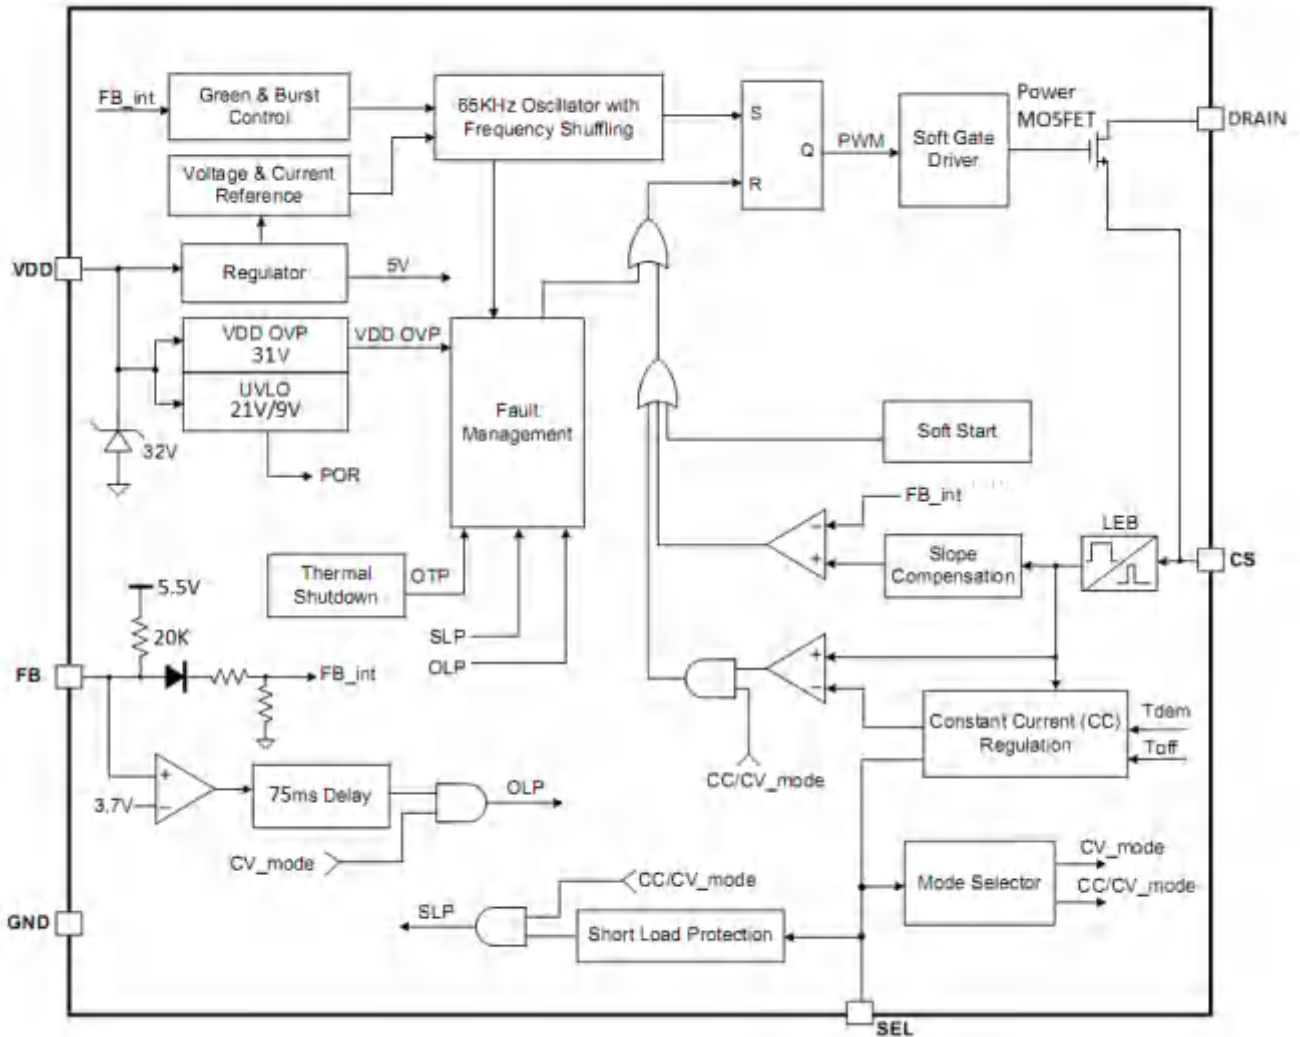 FB_int
Green & Burst
Control
65KHz Oscillator with
Frequency Shuffling
S
R
Q
PWM
Soft Gate
Driver
Power
MO5FET
DRAIN
Voltage & Current
Reference
VDD
Regulator
5V
VDD OVP
31V
VDD OVP
UVLO
21V/9V
32V
POR
Fault
Management
Soft Start
FB_int
LEB
Slope
Compensation
CS
Thermal
Shutdown
OTP
SLP
OLP
5.5V
20K
FB
FB_int
+
−
+
−
Constant Current (CC)
Regulation
Tdem
Toff
CC/CV_mode
+
3.7V
−
75ms Delay
OLP
CV_mode
Mode Selector
CV_mode
CC/CV_mode
CC/CV_mode
GND
SLP
Short Load Protection
SEL